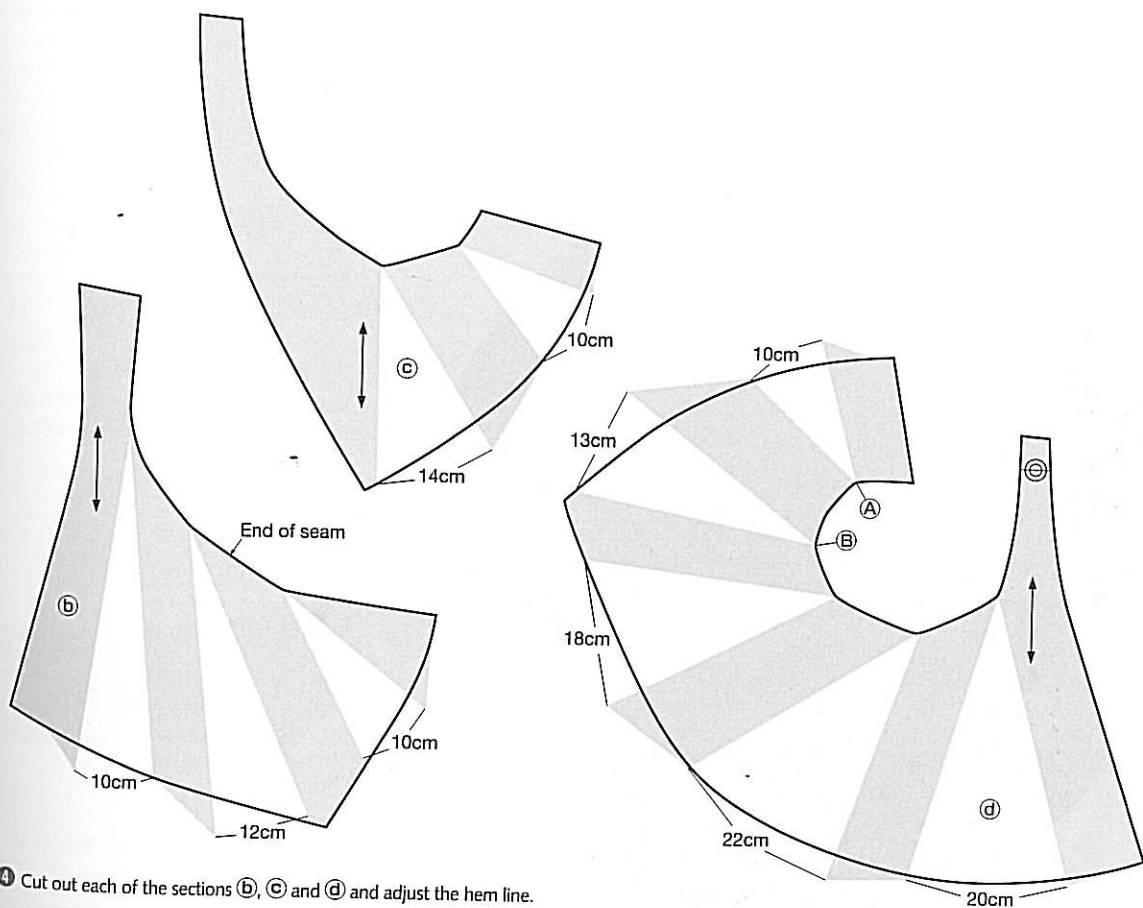 10cm
ⓒ
14cm
10cm
13cm
Ⓐ
Ⓑ
⊖
End of seam
ⓑ
18cm
10cm
10cm
12cm
22cm
ⓓ
20cm
❹ Cut out each of the sections ⓑ, ⓒ and ⓓ and adjust the hem line.